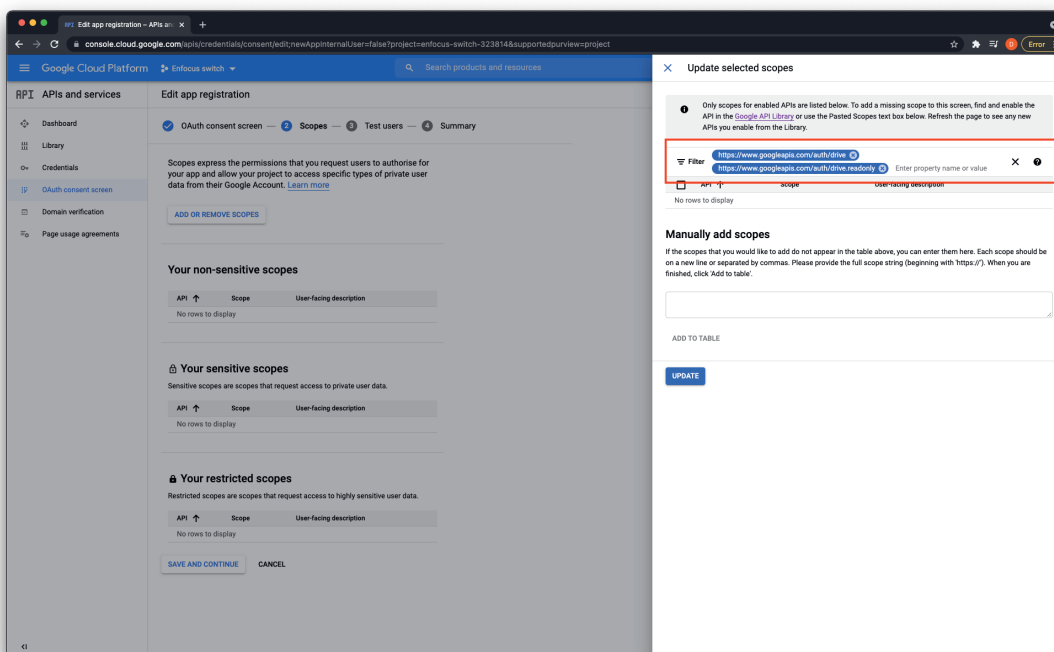 API Edit app registration – APIs an
console.cloud.google.com/apis/credentials/consent/edit;newAppInternalUser=false?project=enfocus-switch-323814&supportedpurview=project
D
Error
Google Cloud Platform
Enfocus switch
Search products and resources
API APIs and services
Dashboard
Library
Credentials
OAuth consent screen
Domain verification
Page usage agreements
Edit app registration
OAuth consent screen — 2 Scopes — 3 Test users — 4 Summary
Scopes express the permissions that you request users to authorise for
your app and allow your project to access specific types of private user
data from their Google Account. Learn more
ADD OR REMOVE SCOPES
Your non-sensitive scopes
API Scope User-facing description
No rows to display
Your sensitive scopes
Sensitive scopes are scopes that request access to private user data.
API Scope User-facing description
No rows to display
Your restricted scopes
Restricted scopes are scopes that request access to highly sensitive user data.
API Scope User-facing description
No rows to display
SAVE AND CONTINUE CANCEL
Update selected scopes
Only scopes for enabled APIs are listed below. To add a missing scope to this screen, find and enable the
API in the Google API Library or use the Pasted Scopes text box below. Refresh the page to see any new
APIs you enable from the Library.
Filter
https://www.googleapis.com/auth/drive
https://www.googleapis.com/auth/drive.readonly Enter property name or value
API Scope User-facing description
No rows to display
Manually add scopes
If the scopes that you would like to add do not appear in the table above, you can enter them here. Each scope should be
on a new line or separated by commas. Please provide the full scope string (beginning with 'https://'). When you are
finished, click 'Add to table'.
ADD TO TABLE
UPDATE